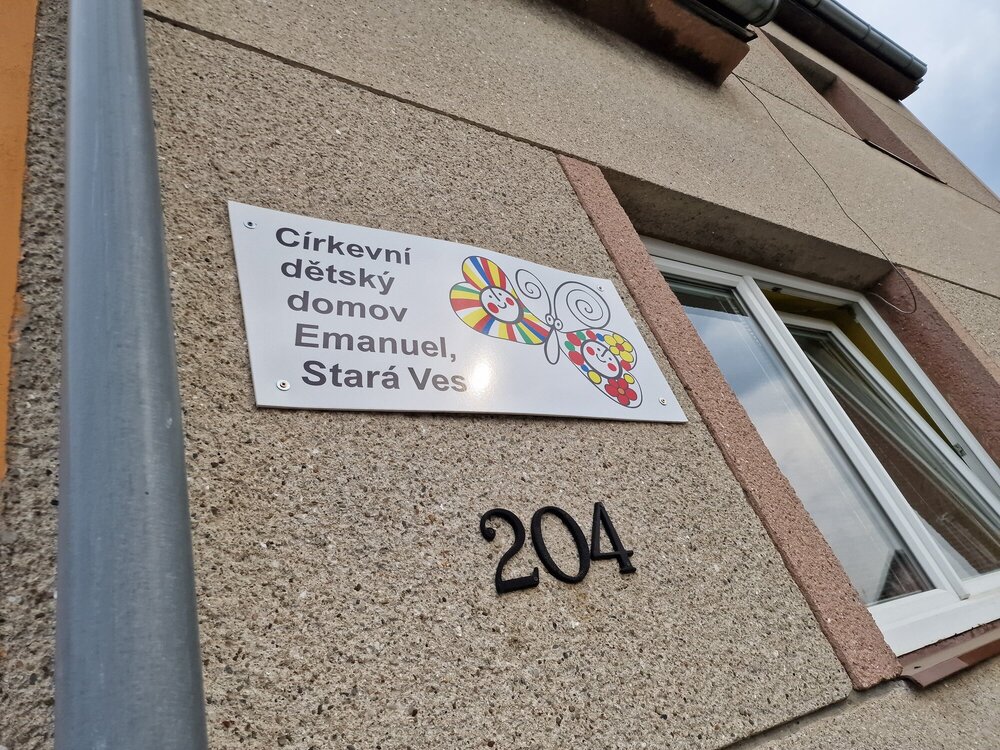 Církevní
dětský
domov
Emanuel,
Stará Ves
204